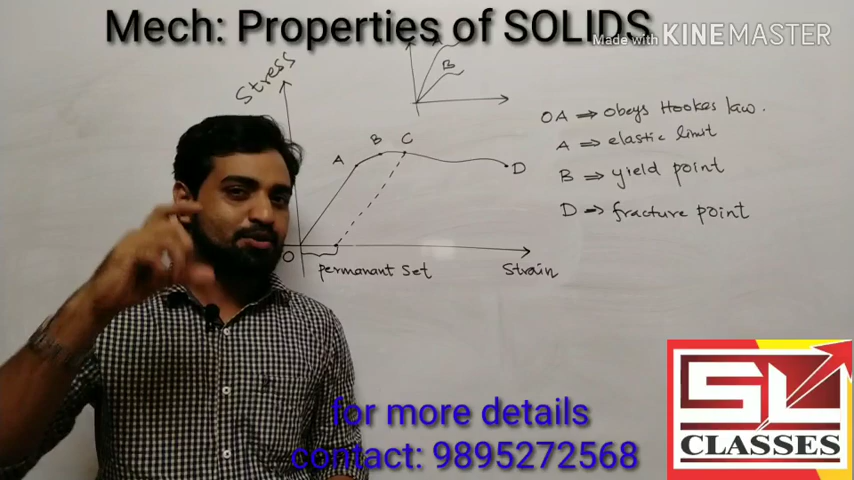 Mech: Properties of SOLIDS
Made with KINEMASTER
Stress
B
A
B
C
D
O
permanant set
Strain
OA ⇒ obeys Hookes law.
A ⇒ elastic limit
B ⇒ yield point
D → fracture point
for more details
contact: 9895272568
SL
CLASSES